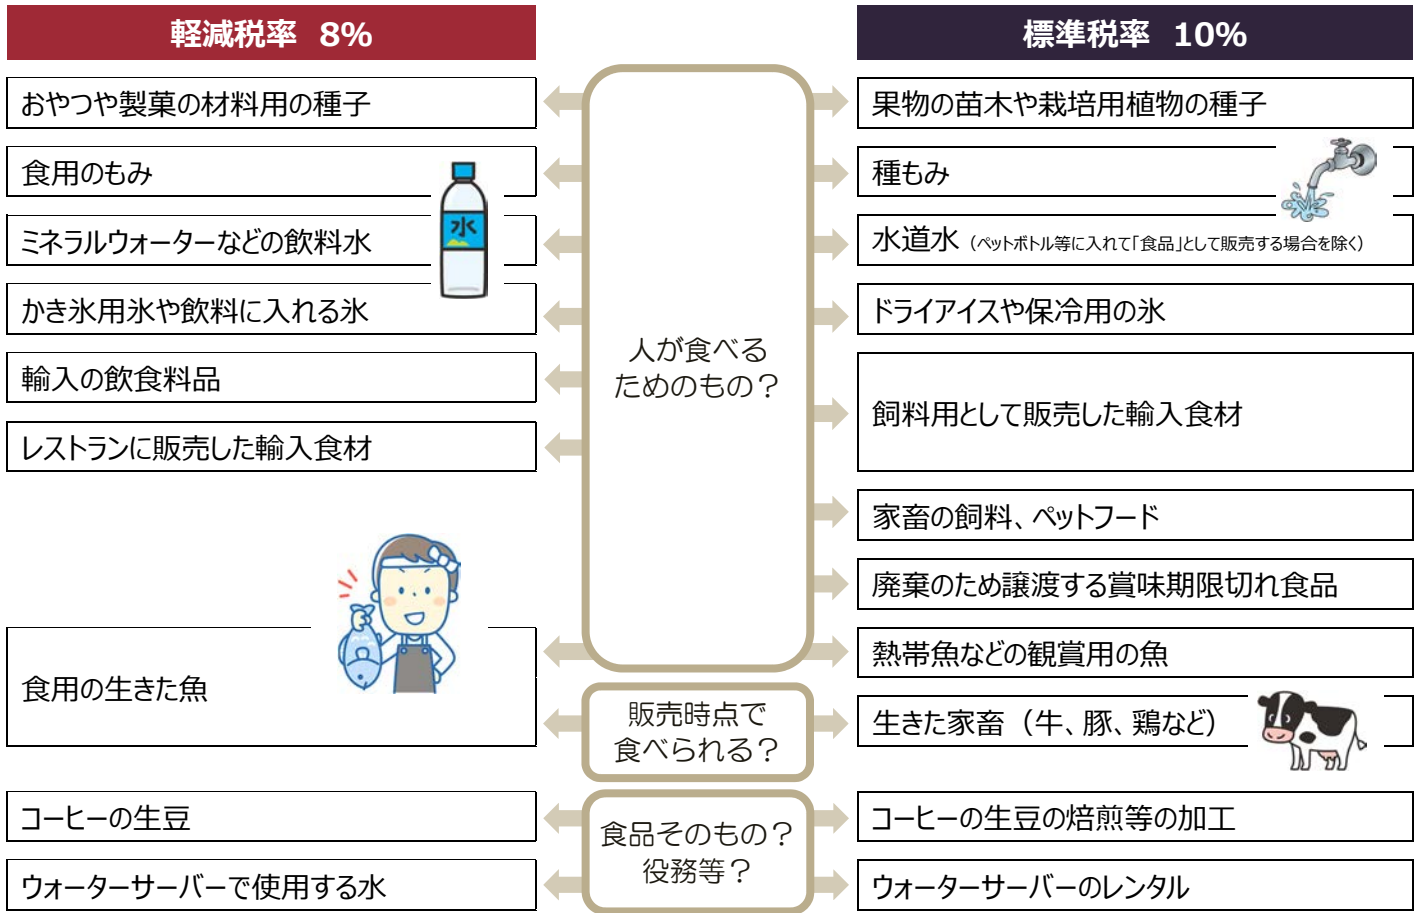 軽減税率 8%
標準税率 10%
おやつや製菓の材料用の種子
果物の苗木や栽培用植物の種子
食用のもみ
種もみ
水
ミネラルウォーターなどの飲料水
水道水（ペットボトル等に入れて「食品」として販売する場合を除く）
かき氷用氷や飲料に入れる氷
ドライアイスや保冷用の氷
人が食べる
ためのもの？
輸入の飲食料品
飼料用として販売した輸入食材
レストランに販売した輸入食材
家畜の飼料、ペットフード
廃棄のため譲渡する賞味期限切れ食品
熱帯魚などの観賞用の魚
食用の生きた魚
販売時点で
食べられる？
生きた家畜（牛、豚、鶏など）
コーヒーの生豆
食品そのもの？
役務等？
コーヒーの生豆の焙煎等の加工
ウォーターサーバーで使用する水
ウォーターサーバーのレンタル